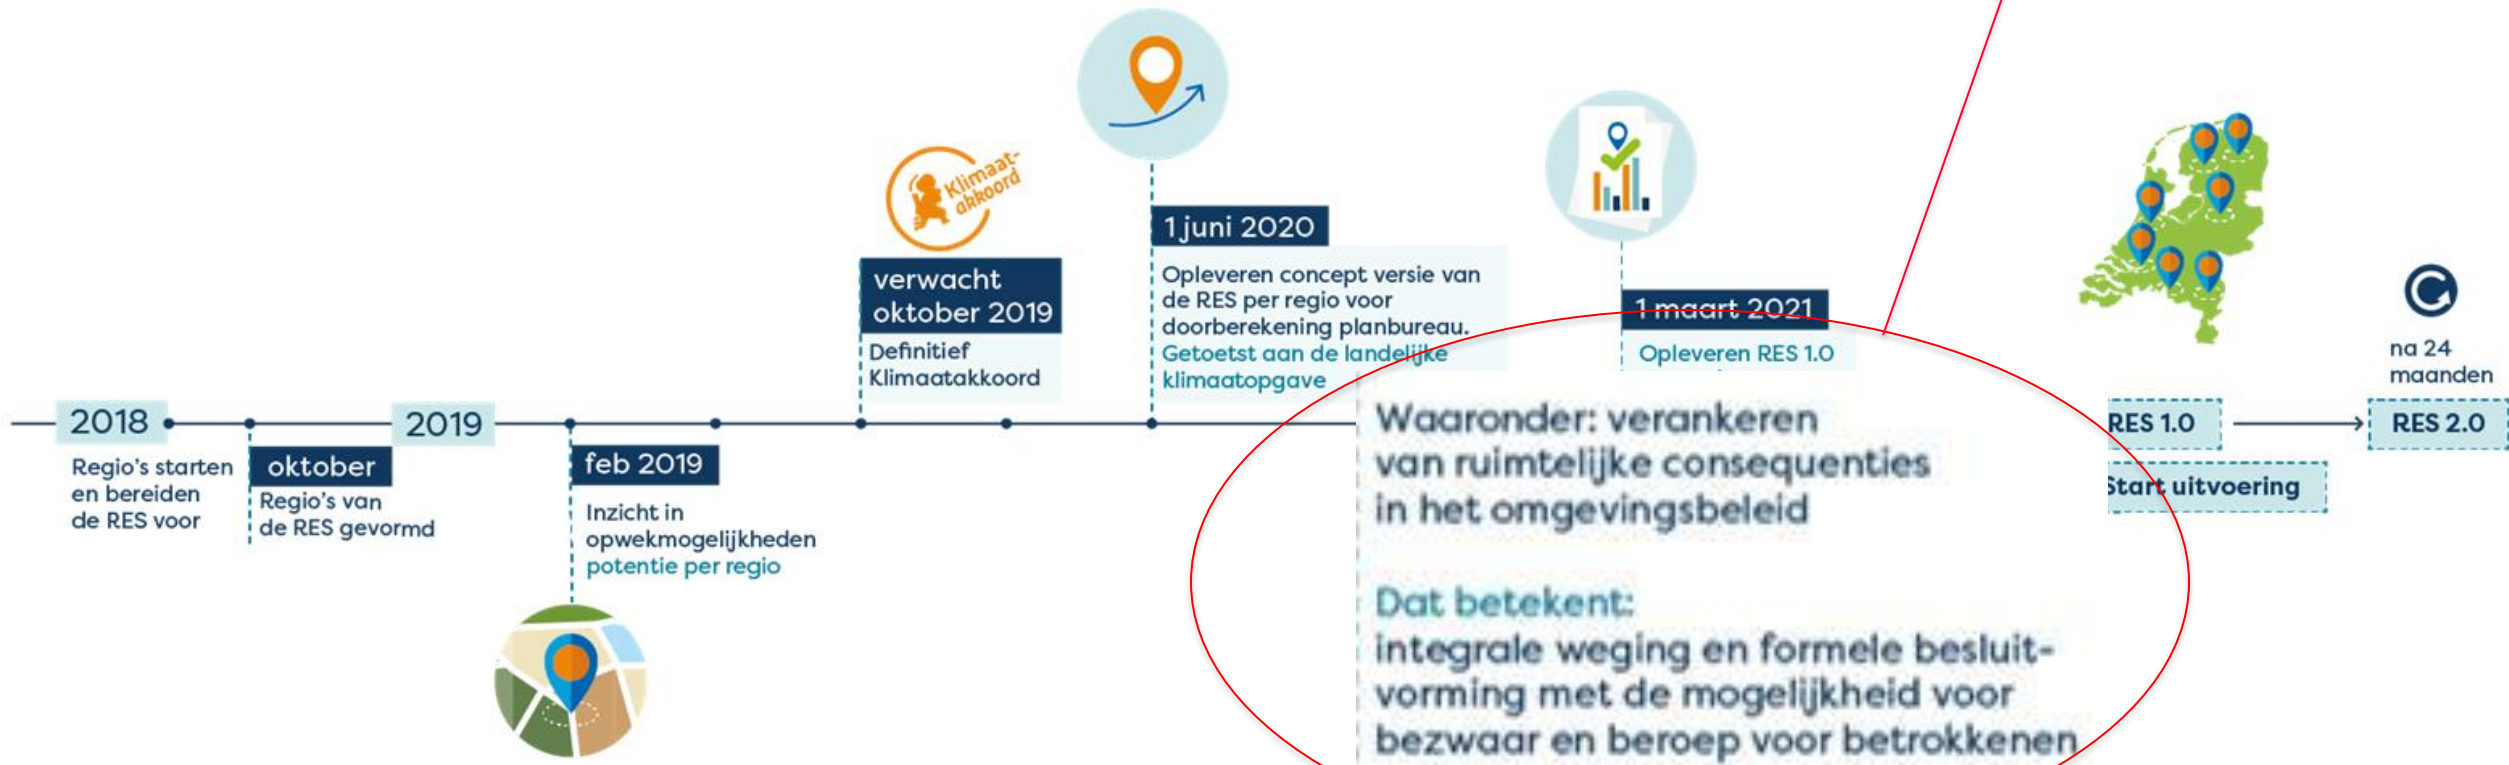 2018
Regio's starten
en bereiden
de RES voor
oktober
Regio's van
de RES gevormd
2019
feb 2019
Inzicht in
opwekmogelijkheden
potentie per regio
Klimaat-
akkoord
verwacht
oktober 2019
Definitief
Klimaatakkoord
1 juni 2020
Opleveren concept versie van
de RES per regio voor
doorberekening planbureau.
Getoetst aan de landelijke
klimaatopgave
1 maart 2021
Opleveren RES 1.0
Waaronder: verankeren
van ruimtelijke consequenties
in het omgevingsbeleid
Dat betekent:
integrale weging en formele besluit-
vorming met de mogelijkheid voor
bezwaar en beroep voor betrokkenen
RES 1.0
Start uitvoering
na 24
maanden
RES 2.0